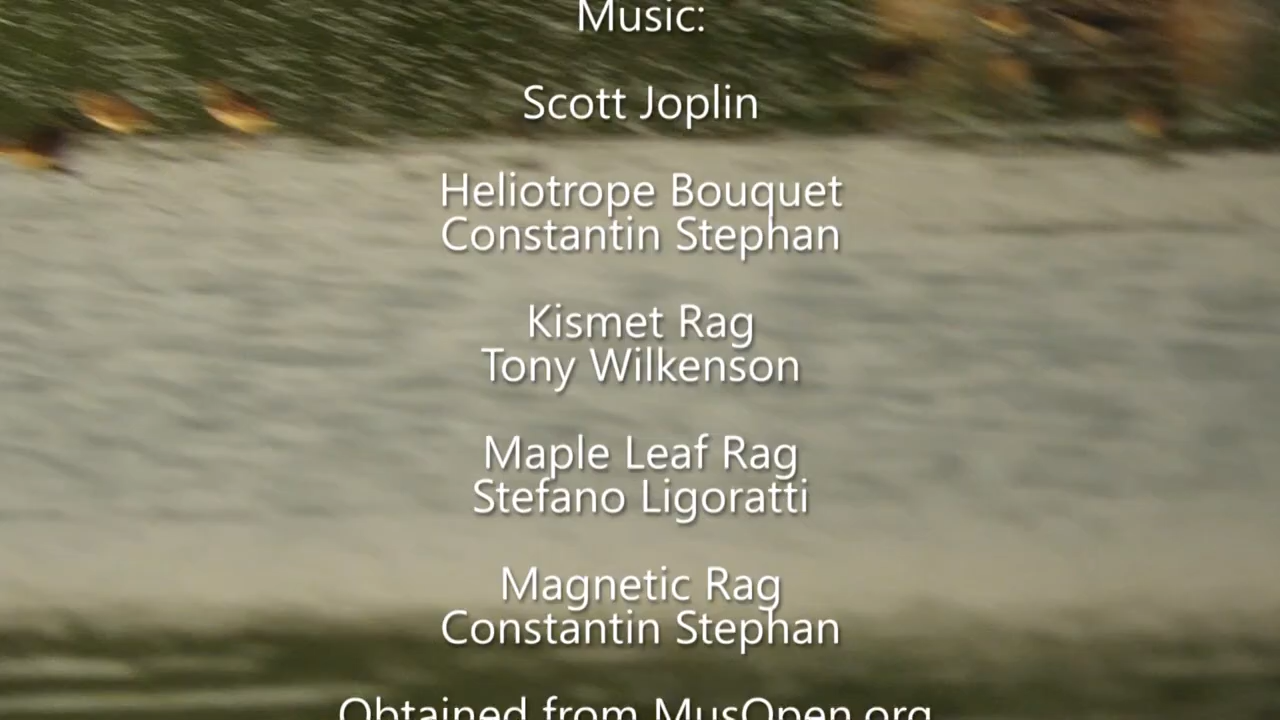 Music:
Scott Joplin
Heliotrope Bouquet
Constantin Stephan
Kismet Rag
Tony Wilkenson
Maple Leaf Rag
Stefano Ligoratti
Magnetic Rag
Constantin Stephan
Obtained from MusOpen.org